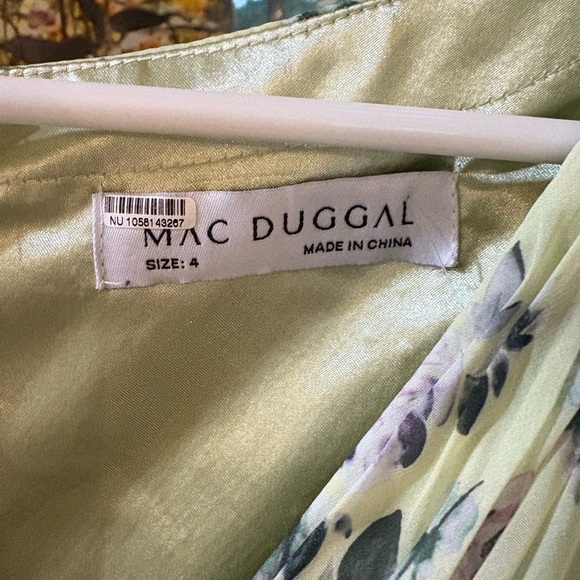 NU 1056143267
MAC DUGGAL
SIZE: 4
MADE IN CHINA